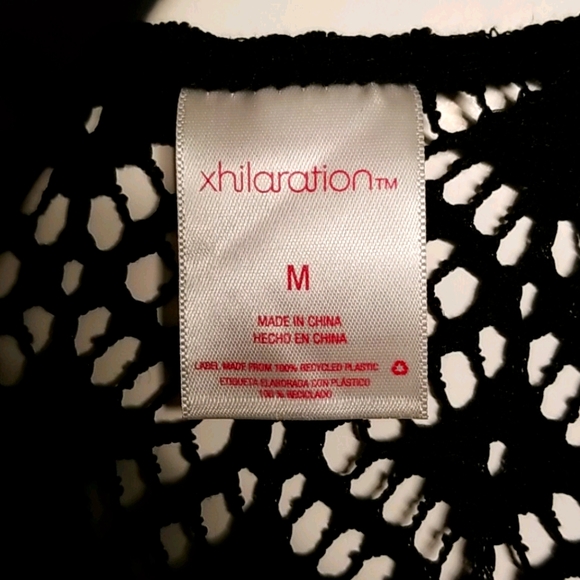 xhilaration™
M
MADE IN CHINA
HECHO EN CHINA
LABEL MADE FROM 100% RECYCLED PLASTIC
ETIQUETA ELABORADA CON PLÁSTICO
100% RECICLADO